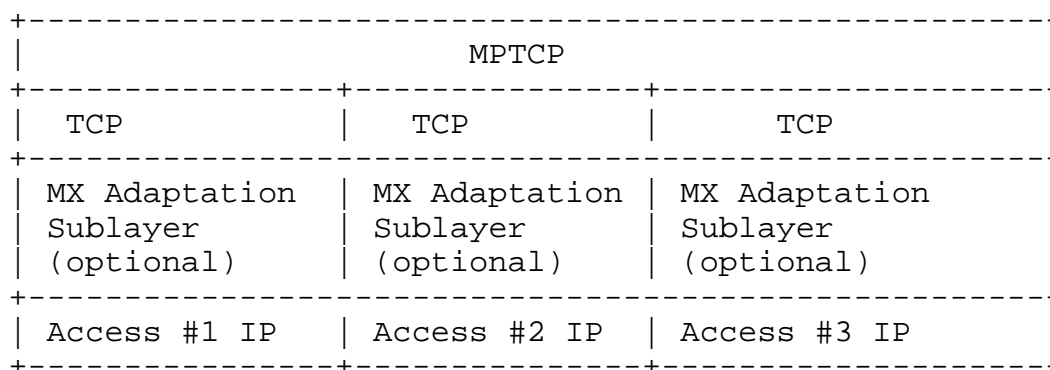 MPTCP
TCP TCP TCP
MX Adaptation MX Adaptation MX Adaptation
Sublayer Sublayer Sublayer
(optional) (optional) (optional)
Access #1 IP Access #2 IP Access #3 IP